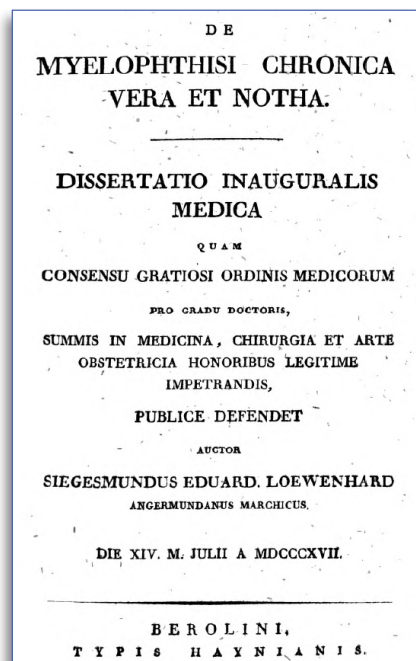 DE
MYELOPHTHISI CHRONICA
VERA ET NOTHA.
DISSERTATIO INAUGURALIS
MEDICA
QUAM
CONSENSU GRATIOSI ORDINIS MEDICORUM
PRO GRADU DOCTORIS,
SUMMIS IN MEDICINA, CHIRURGIA ET ARTE
OBSTETRICIA HONORIBUS LEGITIME
IMPETRANDIS,
PUBLICE DEFENDET
AUCTOR
SIEGESMUNDUS EDUARD. LOEWENHARD
ANGERMUNDANUS MARCHICUS.
DIE XIV. M. JULII A MDCCCXVII.
BEROLINI,
TYPIS HAYNIANIS.